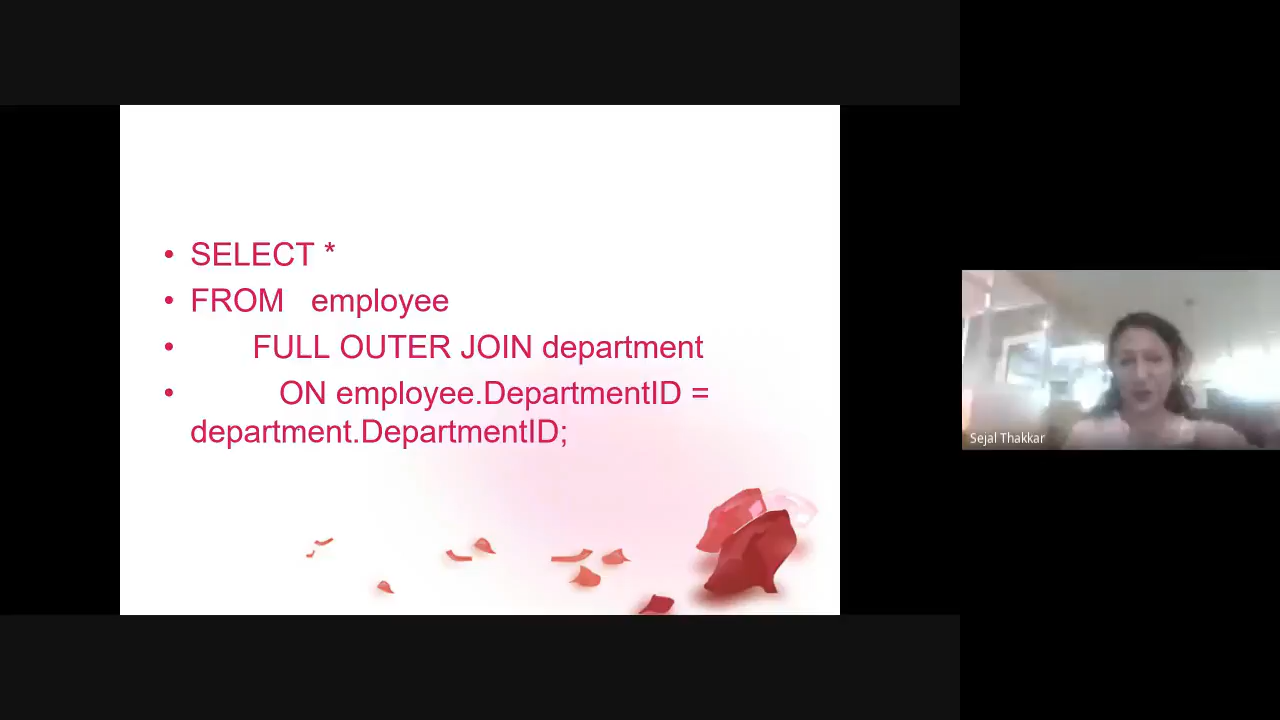 • SELECT *
• FROM   employee
•        FULL OUTER JOIN department
•           ON employee.DepartmentID =
department.DepartmentID;
Sejal Thakkar